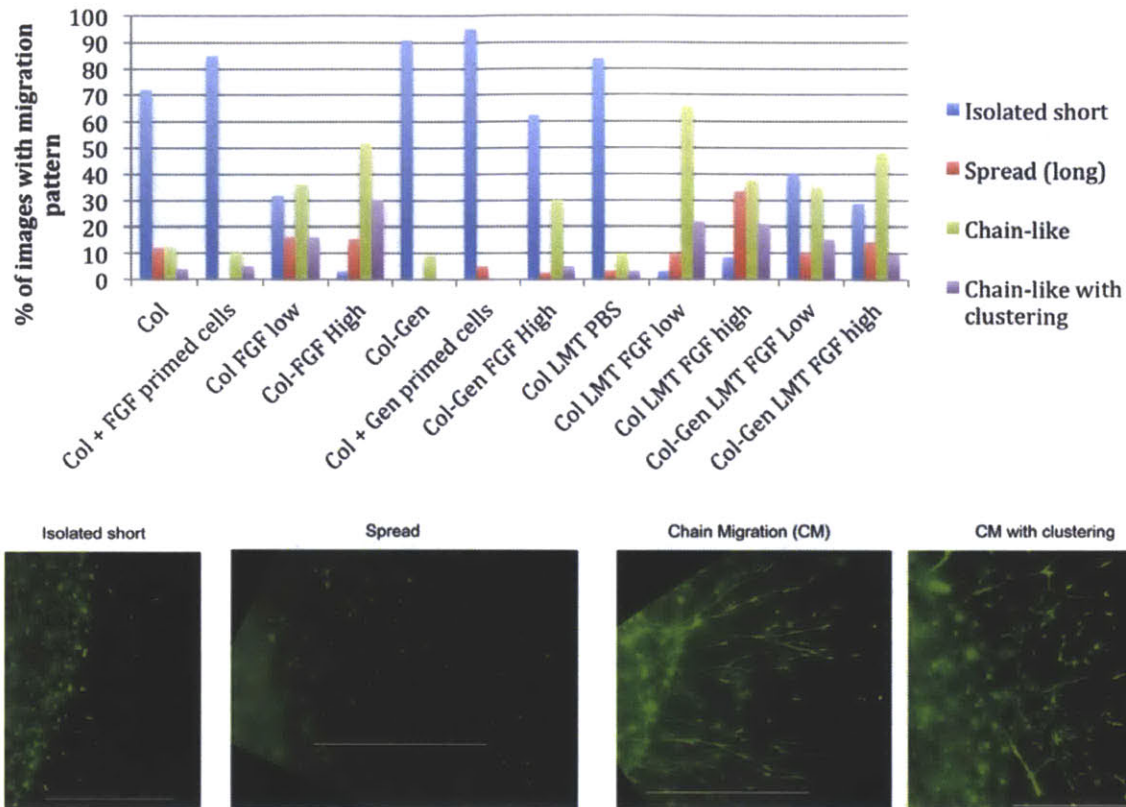 % of images with migration
pattern
100
90
80
70
60
50
40
30
20
10
0
Col
Col + FGF primed cells
Col FGF low
Col-FGF High
Col-Gen
Col + Gen primed cells
Col-Gen FGF High
Col LMT PBS
Col LMT FGF low
Col LMT FGF high
Col-Gen LMT FGF Low
Col-Gen LMT FGF high
Isolated short
Spread (long)
Chain-like
Chain-like with
clustering
Isolated short
Spread
Chain Migration (CM)
CM with clustering